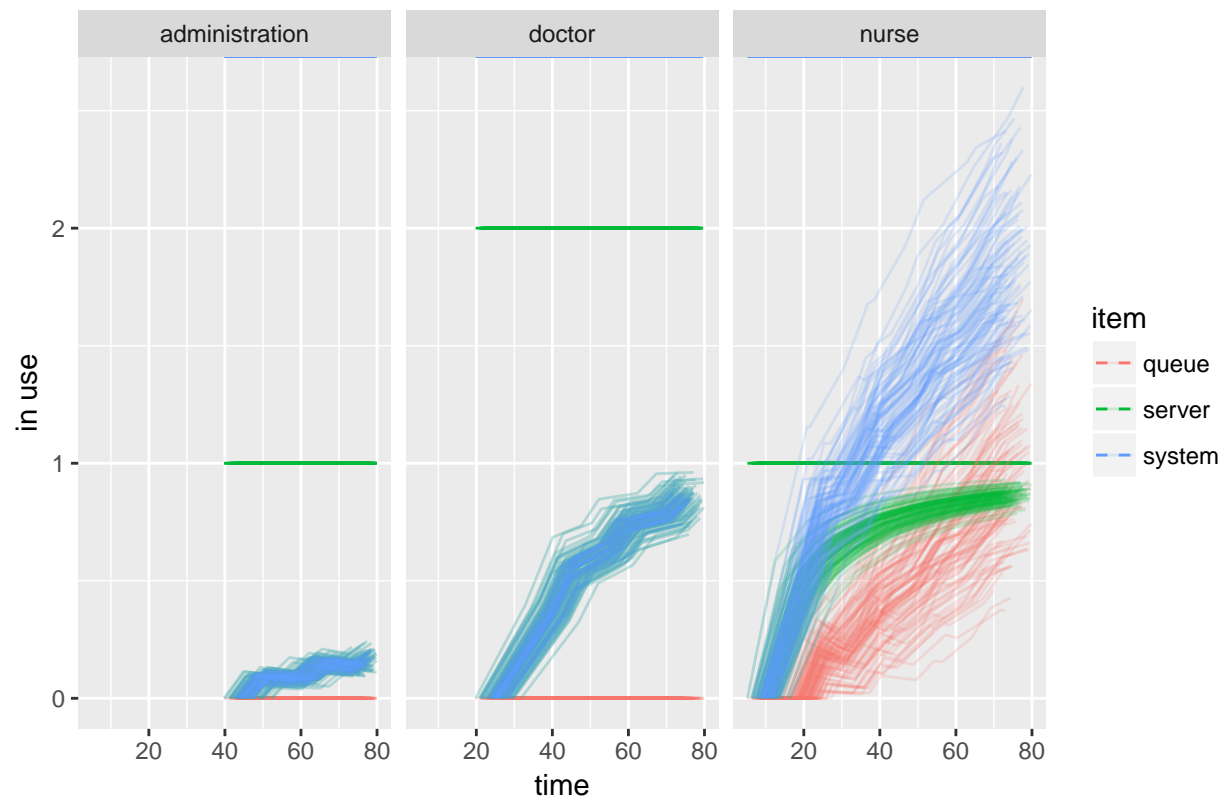 administration doctor nurse
2
1
0
in use
20 40 60 80 20 40 60 80 20 40 60 80
time
item
queue
server
system